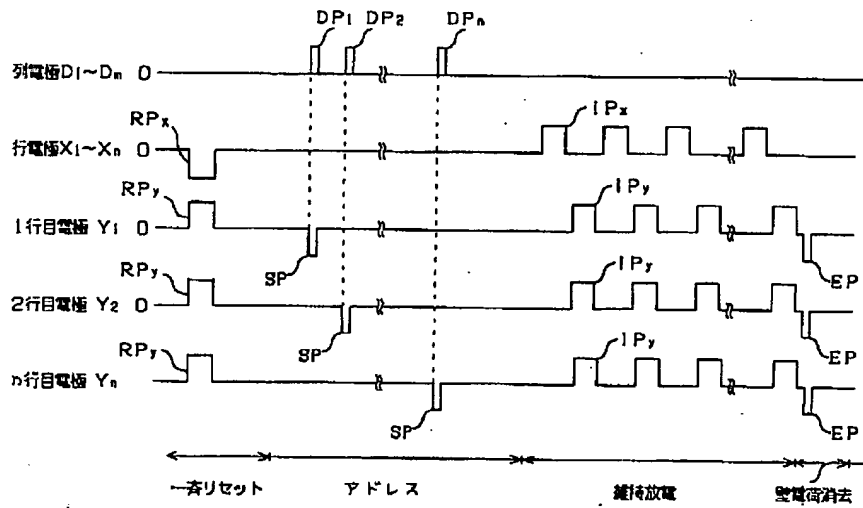 DP1 DP2 DPn
列電極D1～Dm 0
RPx IPx
行電極X1～Xn 0
RPy IPy
1行目電極 Y1 0
SP EP
RPy IPy
2行目電極 Y2 0
SP EP
RPy IPy
n行目電極 Yn
SP EP
一斉リセット アドレス 維持放電 壁電荷消去